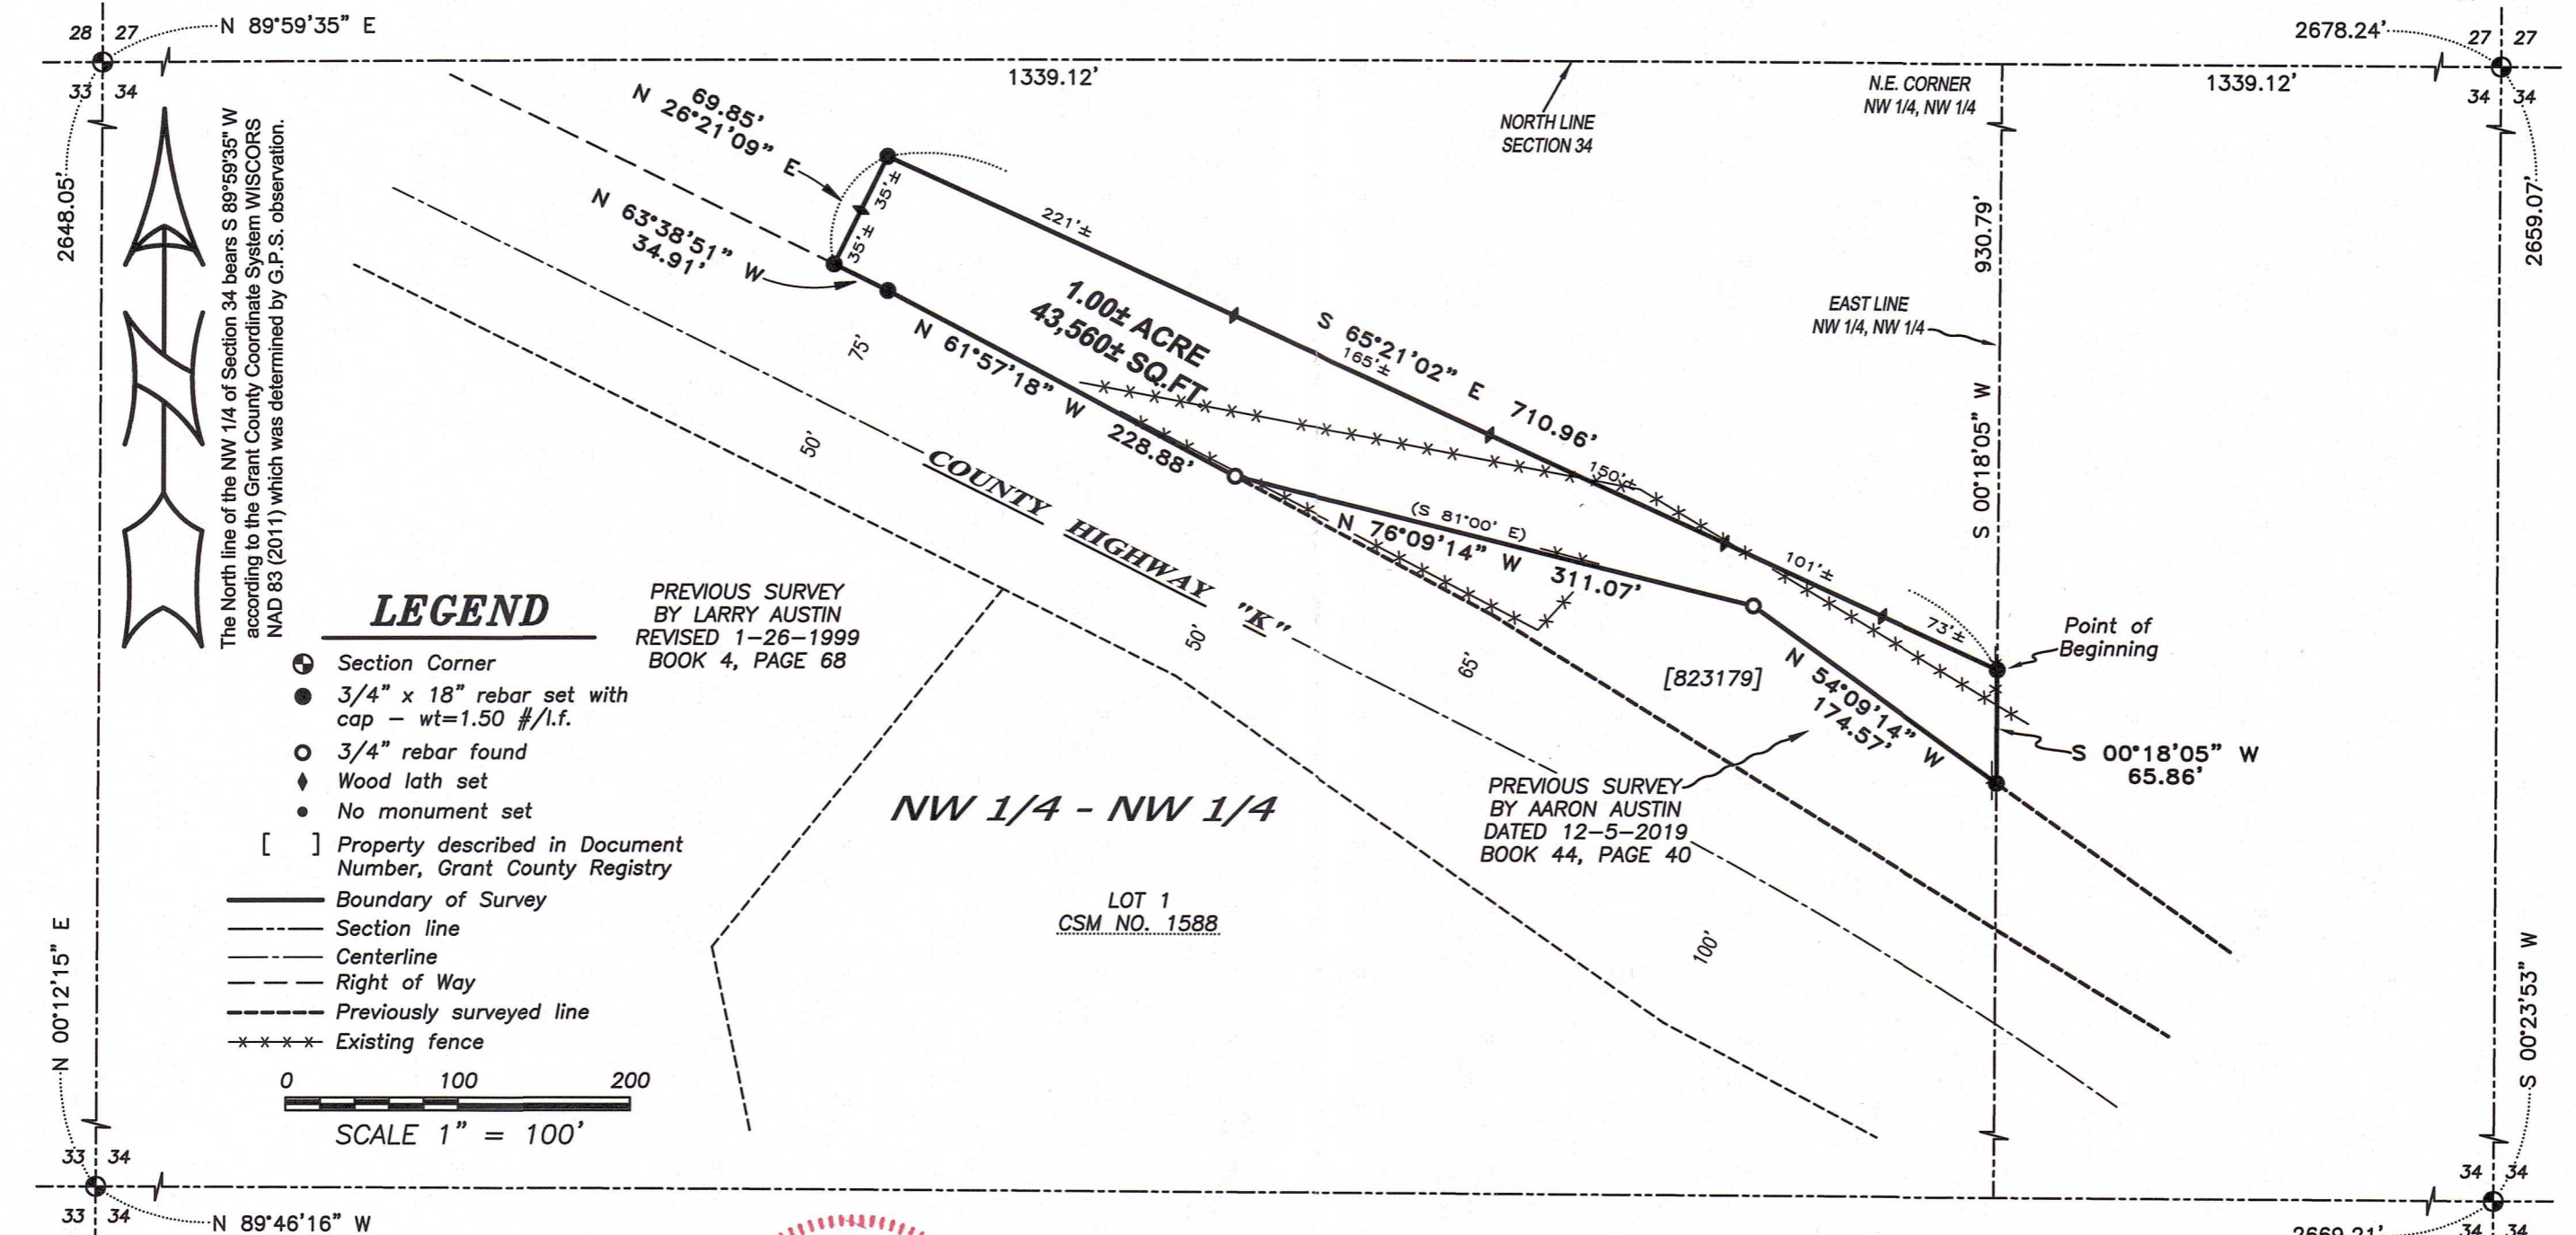 28 27
N 89°59'35" E
2678.24'
27 27
33 34
1339.12'
N.E. CORNER
NW 1/4, NW 1/4
1339.12'
34 34
NORTH LINE
SECTION 34
2648.05'
The North line of the NW 1/4 of Section 34 bears S 89°59'35" W
according to the Grant County Coordinate System WISCORS
NAD 83 (2011) which was determined by G.P.S. observation.
69.85'
N 26°21'09" E
35'±
35'±
N 63°38'51" W
34.91'
221'±
1.00± ACRE
43,560± SQ.FT.
S 65°21'02" E 710.96'
165'±
150'±
101'±
73'±
930.79'
S 00°18'05" W
EAST LINE
NW 1/4, NW 1/4
2659.07'
75'
50'
N 61°57'18" W
228.88'
COUNTY HIGHWAY "K"
(S 81°00' E)
N 76°09'14" W
311.07'
50'
65'
[823179]
Point of
Beginning
N 54°09'14" W
174.57'
S 00°18'05" W
65.86'
PREVIOUS SURVEY
BY AARON AUSTIN
DATED 12-5-2019
BOOK 44, PAGE 40
PREVIOUS SURVEY
BY LARRY AUSTIN
REVISED 1-26-1999
BOOK 4, PAGE 68
LEGEND
Section Corner
3/4" x 18" rebar set with
cap - wt=1.50 #/l.f.
3/4" rebar found
Wood lath set
No monument set
[ ] Property described in Document
Number, Grant County Registry
Boundary of Survey
Section line
Centerline
Right of Way
Previously surveyed line
Existing fence
0 100 200
SCALE 1" = 100'
NW 1/4 - NW 1/4
LOT 1
CSM NO. 1588
100'
N 00°12'15" E
S 00°23'53" W
33 34
34 34
33 34
N 89°46'16" W
2669.21'
34 34